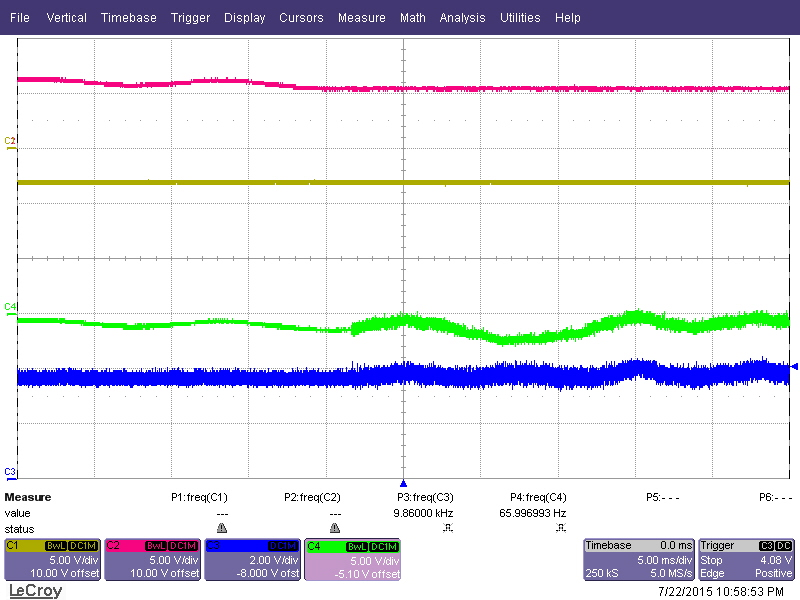 File Vertical Timebase Trigger Display Cursors Measure Math Analysis Utilities Help
C2
C4
C3
Measure P1:freq(C1) P2:freq(C2) P3:freq(C3) P4:freq(C4) P5:- - - P6:- - -
value --- --- 9.86000 kHz 65.996993 Hz
status
C1 BwL DC1M C2 BwL DC1M C3 DC1M C4 BwL DC1M Timebase 0.0 ms Trigger C3 DC
5.00 V/div 5.00 V/div 2.00 V/div 5.00 V/div 5.00 ms/div Stop 4.08 V
10.00 V offset 10.00 V offset -8.000 V ofst -5.10 V offset 250 kS 5.0 MS/s Edge Positive
LeCroy 7/22/2015 10:58:53 PM